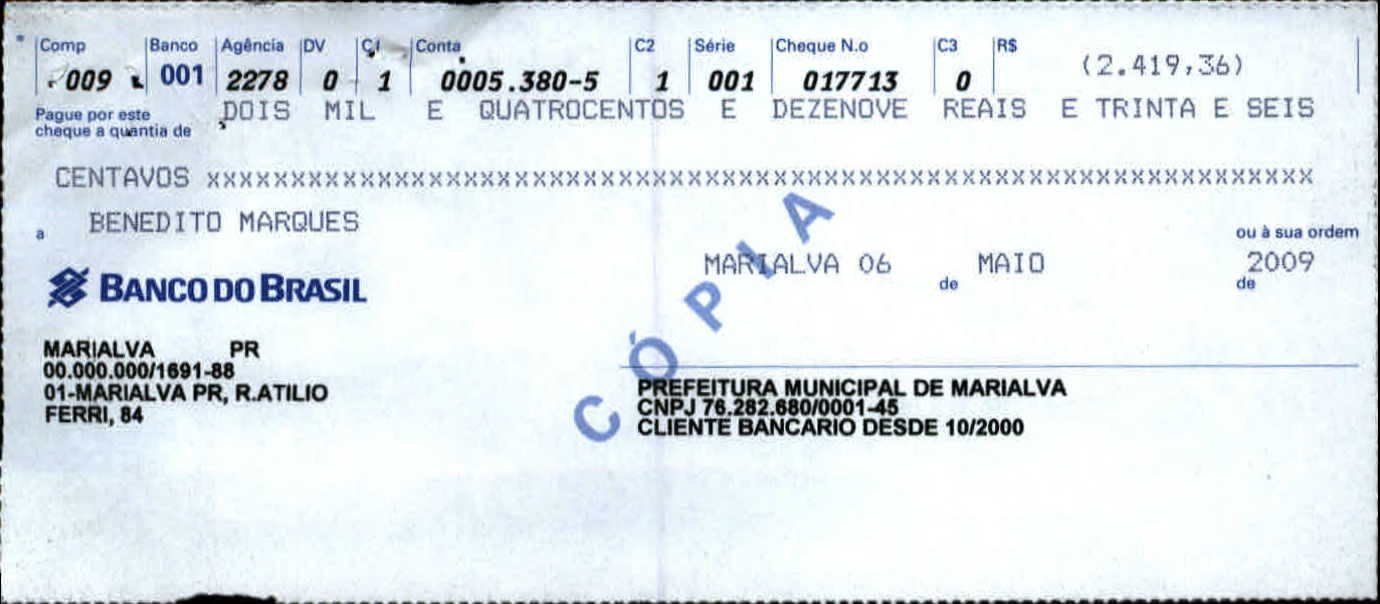 Comp Banco Agência DV C1 Conta C2 Série Cheque N.o C3 R$
009 001 2278 0 1 0005.380-5 1 001 017713 0 (2.419,36)
Pague por este
cheque a quantia de
DOIS MIL E QUATROCENTOS E DEZENOVE REAIS E TRINTA E SEIS
CENTAVOS xxxxxxxxxxxxxxxxxxxxxxxxxxxxxxxxxxxxxxxxxxxxxxxxxxxxxxxxxxxxxxxx
a BENEDITO MARQUES
ou à sua ordem
MARIALVA 06 de MAIO de 2009
BANCO DO BRASIL
CÓPIA
MARIALVA PR
00.000.000/1691-88
01-MARIALVA PR, R.ATILIO
FERRI, 84
PREFEITURA MUNICIPAL DE MARIALVA
CNPJ 76.282.680/0001-45
CLIENTE BANCARIO DESDE 10/2000